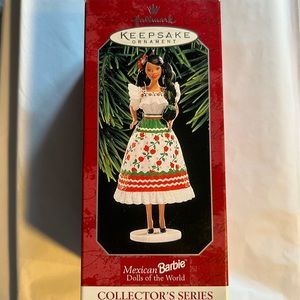 Hallmark
KEEPSAKE
ORNAMENT
Mexican Barbie
Dolls of the World
COLLECTOR'S SERIES